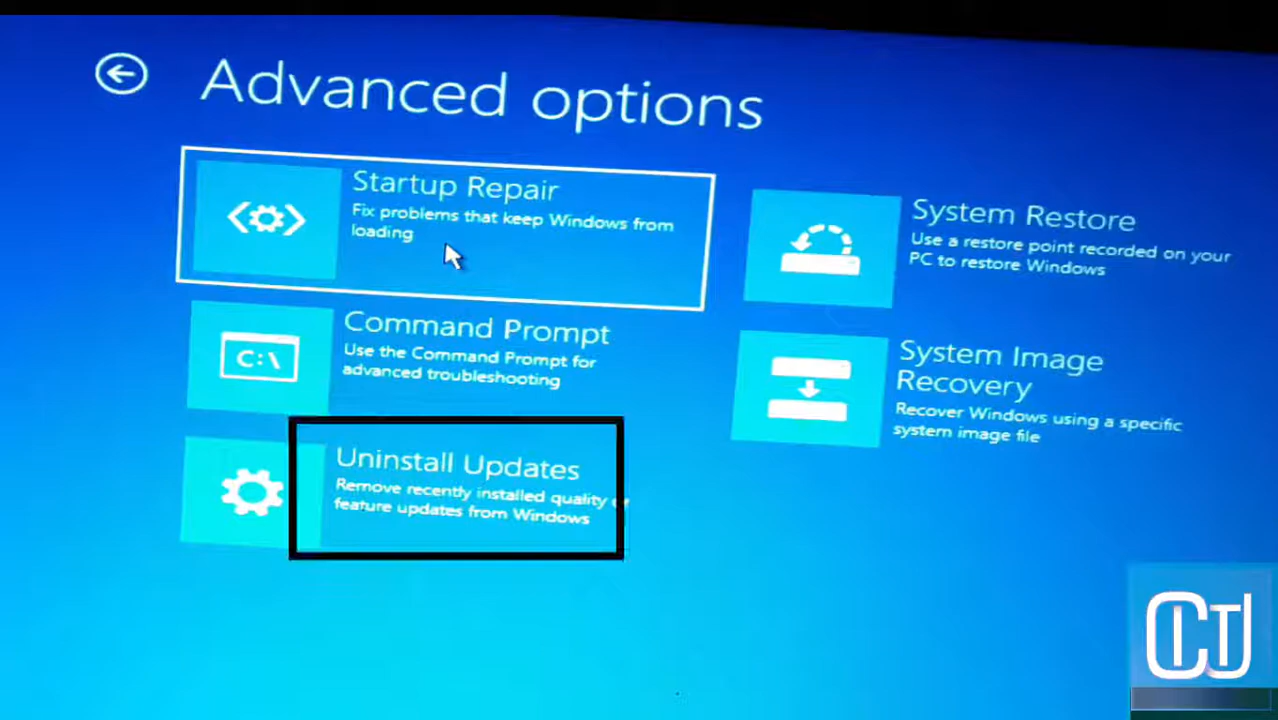 Advanced options
Startup Repair
Fix problems that keep Windows from
loading
System Restore
Use a restore point recorded on your
PC to restore Windows
C:\
Command Prompt
Use the Command Prompt for
advanced troubleshooting
System Image
Recovery
Recover Windows using a specific
system image file
Uninstall Updates
Remove recently installed quality or
feature updates from Windows